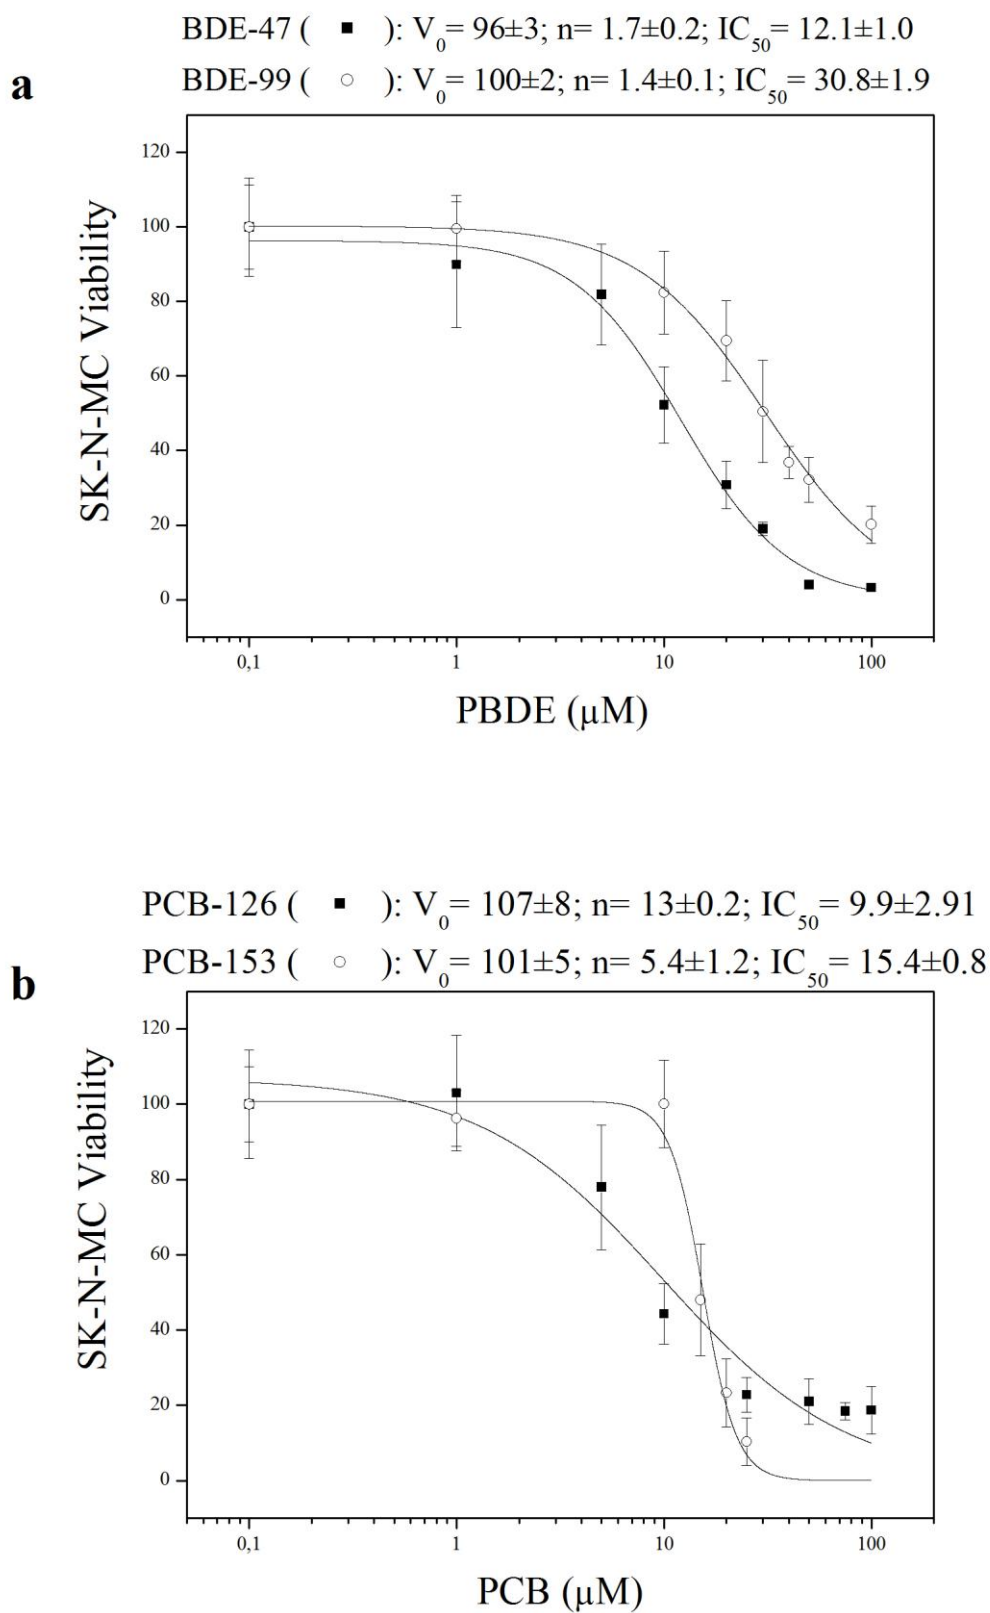 BDE-47 ( ■ ): V0= 96±3; n= 1.7±0.2; IC50= 12.1±1.0
a
BDE-99 ( ○ ): V0= 100±2; n= 1.4±0.1; IC50= 30.8±1.9
120
100
80
60
40
20
0
SK-N-MC Viability
0,1 1 10 100
PBDE (µM)
PCB-126 ( ■ ): V0= 107±8; n= 13±0.2; IC50= 9.9±2.91
PCB-153 ( ○ ): V0= 101±5; n= 5.4±1.2; IC50= 15.4±0.8
b
120
100
80
60
40
20
0
SK-N-MC Viability
0,1 1 10 100
PCB (µM)